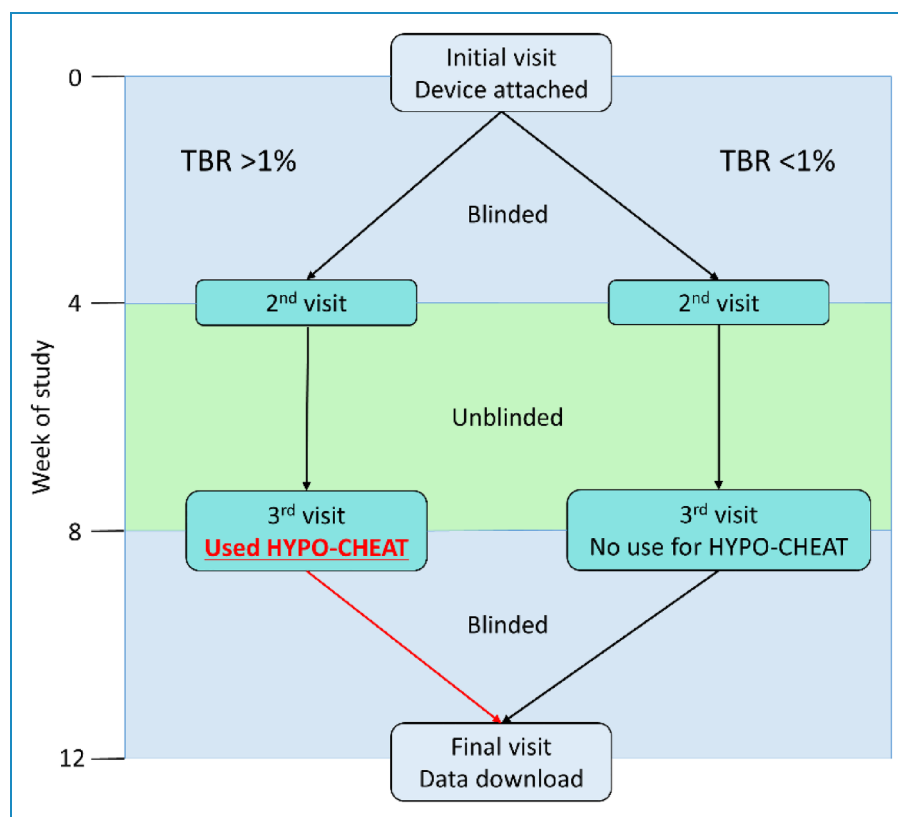 Initial visit
Device attached
0
TBR >1%
TBR <1%
Blinded
2nd visit
2nd visit
4
Week of study
Unblinded
3rd visit
Used HYPO-CHEAT
3rd visit
No use for HYPO-CHEAT
8
Blinded
Final visit
Data download
12